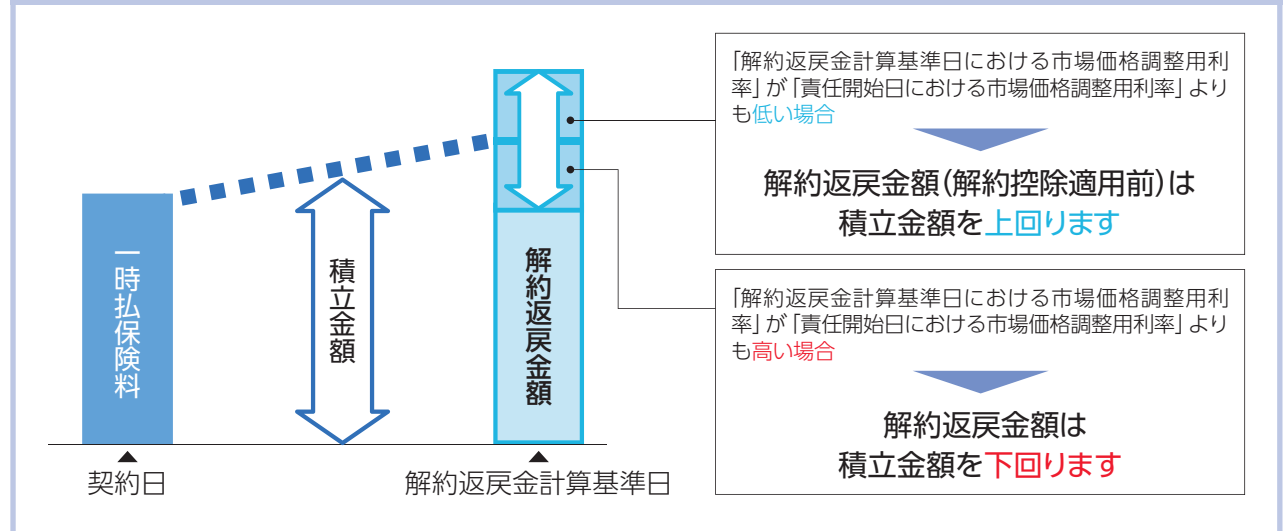 一時払保険料
積立金額
解約返戻金額
契約日
解約返戻金計算基準日
「解約返戻金計算基準日における市場価格調整用利
率」が「責任開始日における市場価格調整用利率」より
も低い場合
解約返戻金額(解約控除適用前)は
積立金額を上回ります
「解約返戻金計算基準日における市場価格調整用利
率」が「責任開始日における市場価格調整用利率」より
も高い場合
解約返戻金額は
積立金額を下回ります